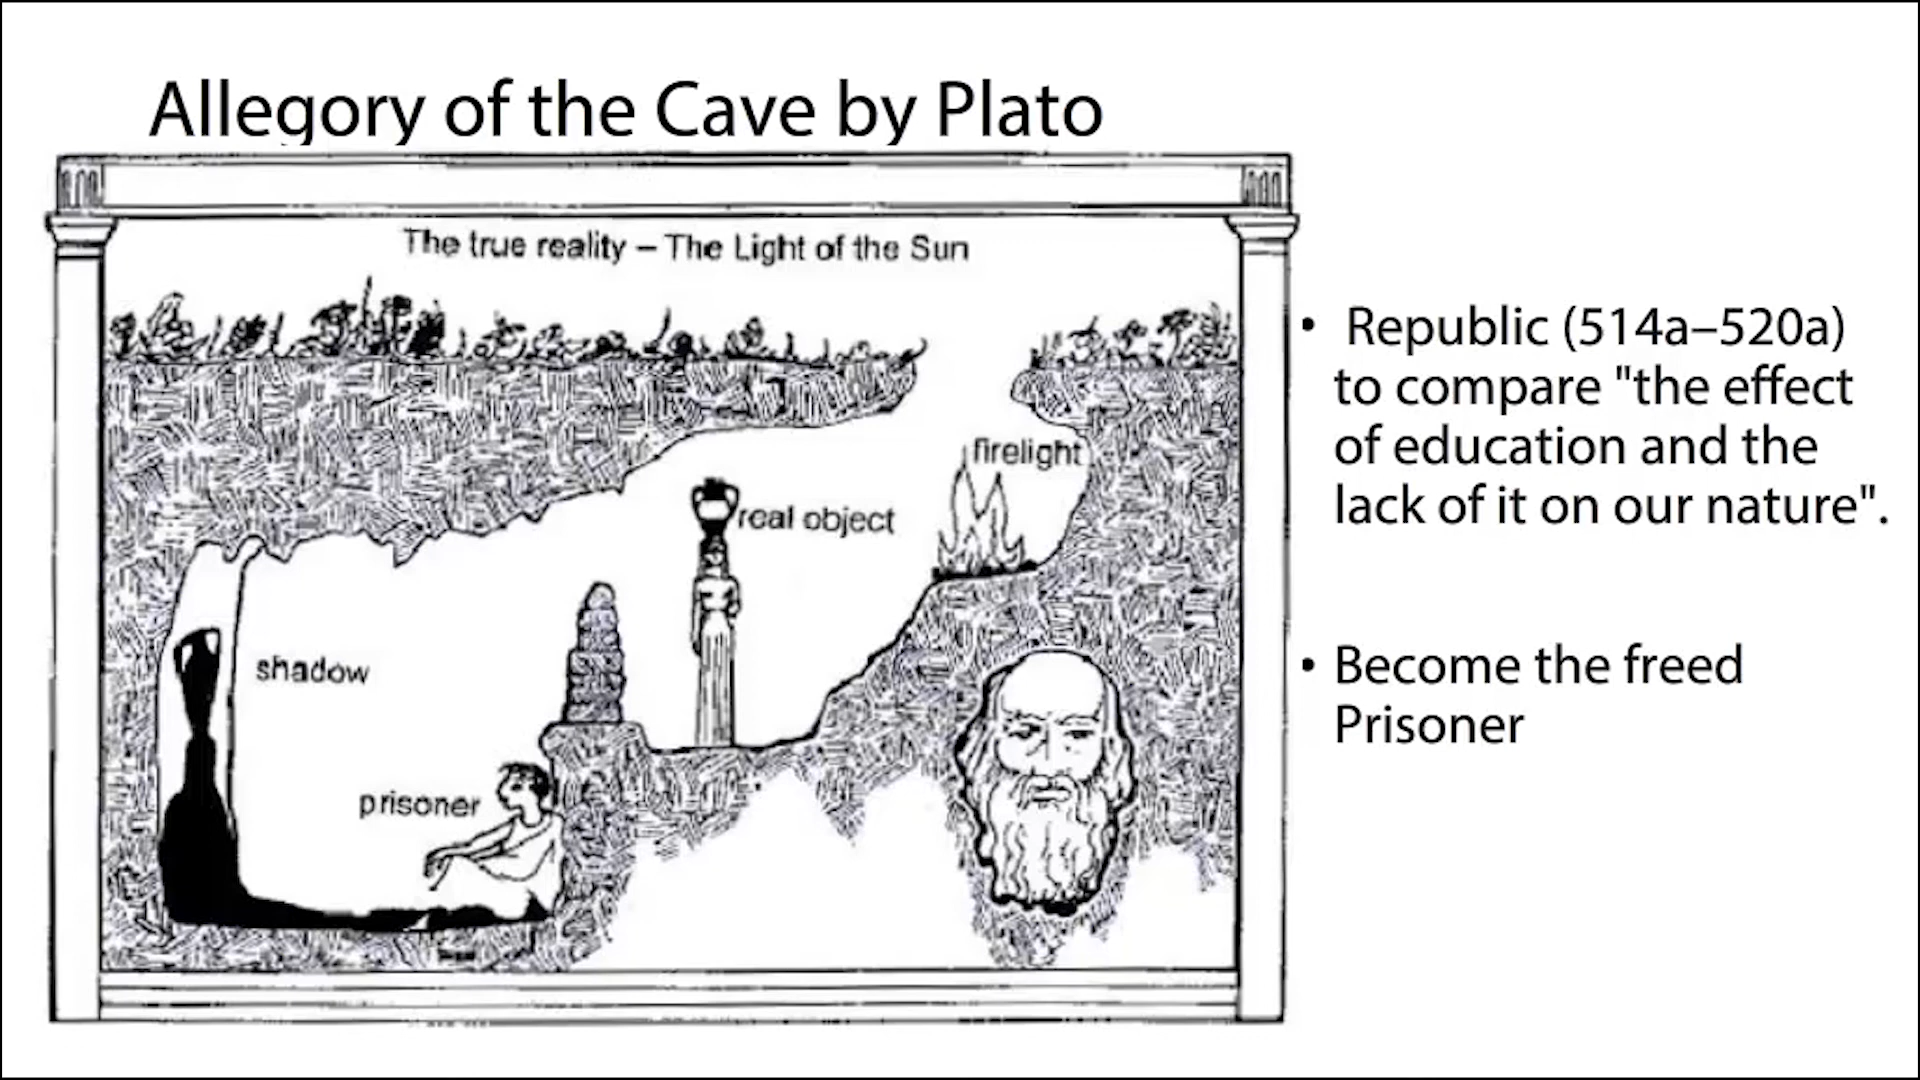 Allegory of the Cave by Plato
The true reality – The Light of the Sun
firelight
real object
shadow
prisoner
• Republic (514a–520a)
to compare "the effect
of education and the
lack of it on our nature".
• Become the freed
Prisoner